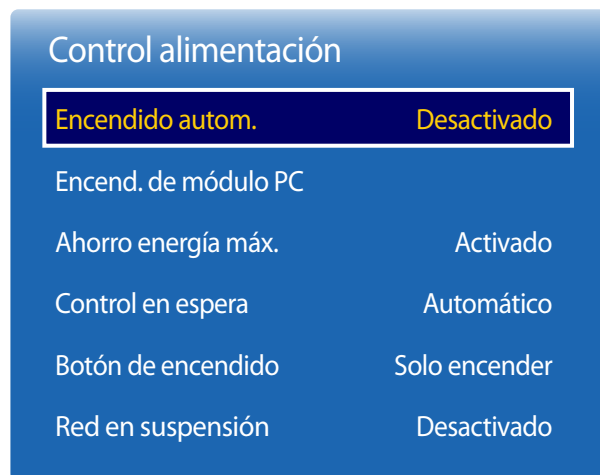 Control alimentación
Encendido autom. Desactivado
Encend. de módulo PC
Ahorro energía máx. Activado
Control en espera Automático
Botón de encendido Solo encender
Red en suspensión Desactivado